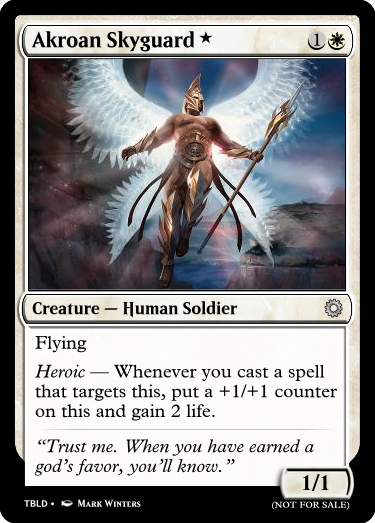 Akroan Skyguard ★ 1
Creature — Human Soldier
Flying
Heroic — Whenever you cast a spell
that targets this, put a +1/+1 counter
on this and gain 2 life.
“Trust me. When you have earned a
god’s favor, you’ll know.”
1/1
TBLD • Mark Winters (NOT FOR SALE)